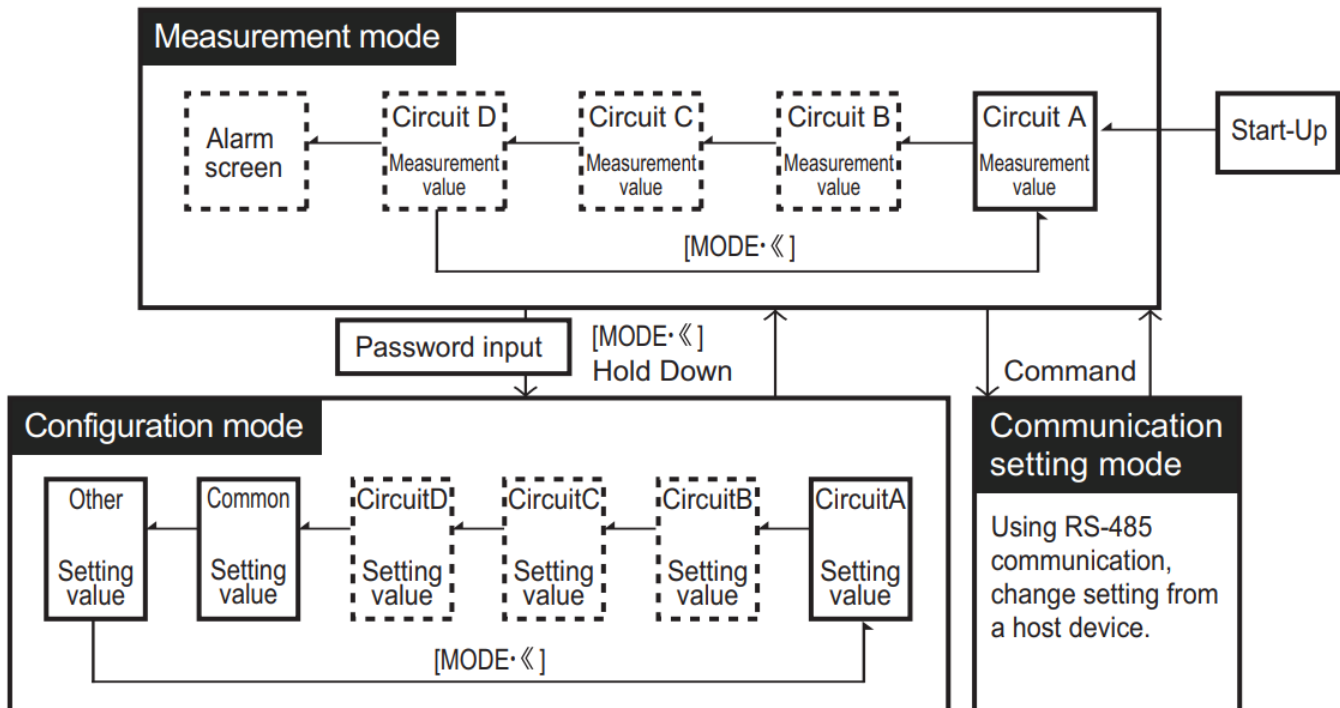 Measurement mode
Alarm
screen
Circuit D
Measurement
value
Circuit C
Measurement
value
Circuit B
Measurement
value
Circuit A
Measurement
value
Start-Up
[MODE·《 ]
Password input
[MODE·《 ]
Hold Down
Command
Configuration mode
Other
Setting
value
Common
Setting
value
CircuitD
Setting
value
CircuitC
Setting
value
CircuitB
Setting
value
CircuitA
Setting
value
[MODE·《 ]
Communication
setting mode
Using RS-485
communication,
change setting from
a host device.